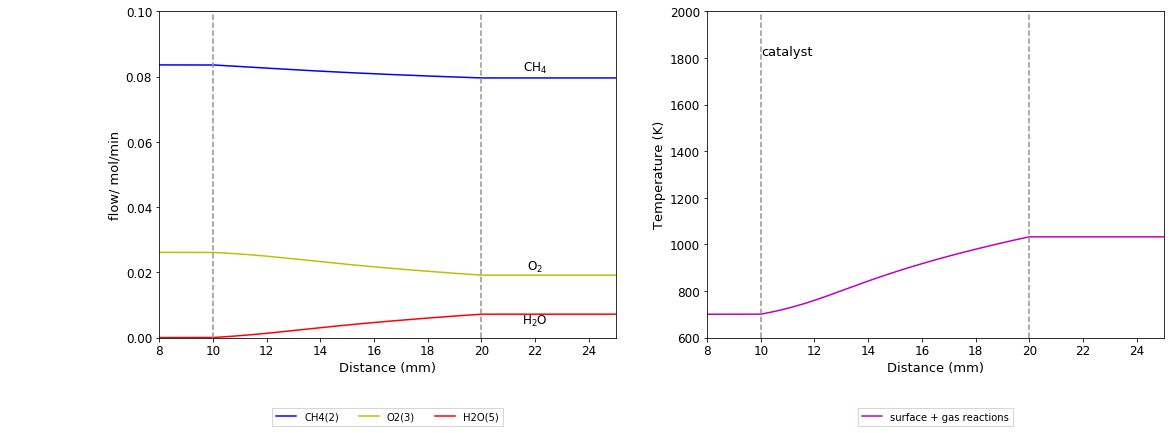 0.10
0.08
0.06
0.04
0.02
0.00
flow/ mol/min
CH₄
O₂
H₂O
8 10 12 14 16 18 20 22 24
Distance (mm)
CH4(2) O2(3) H2O(5)
2000
1800
1600
1400
1200
1000
800
600
Temperature (K)
catalyst
8 10 12 14 16 18 20 22 24
Distance (mm)
surface + gas reactions